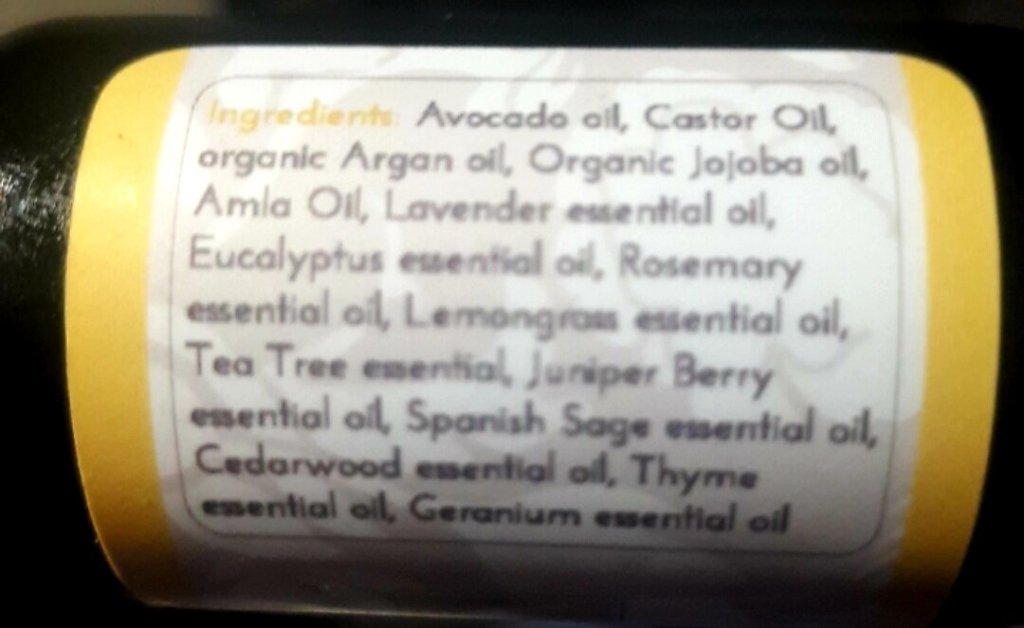 Ingredients: Avocado oil, Castor Oil,
organic Argan oil, Organic Jojoba oil,
Amla Oil, Lavender essential oil,
Eucalyptus essential oil, Rosemary
essential oil, Lemongrass essential oil,
Tea Tree essential, Juniper Berry
essential oil, Spanish Sage essential oil,
Cedarwood essential oil, Thyme
essential oil, Geranium essential oil